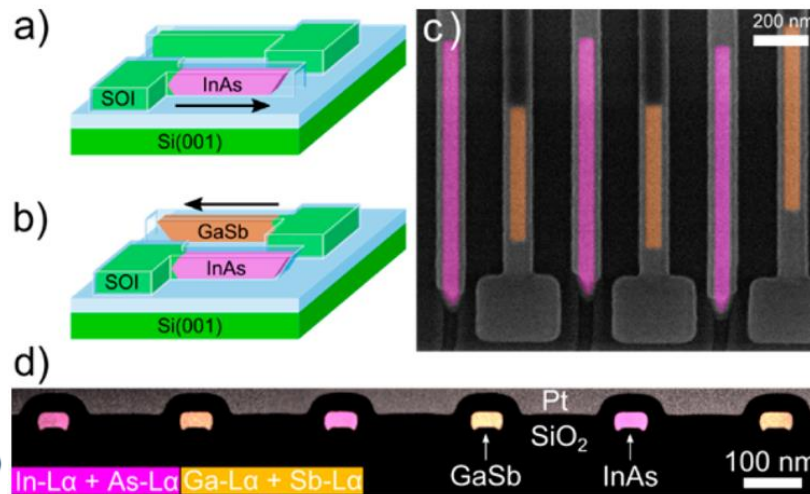 a)
InAs
SOI
Si(001)
b)
GaSb
InAs
SOI
Si(001)
c)
200 nm
d)
Pt
SiO₂
GaSb
InAs
In-Lα + As-Lα
Ga-Lα + Sb-Lα
100 nm